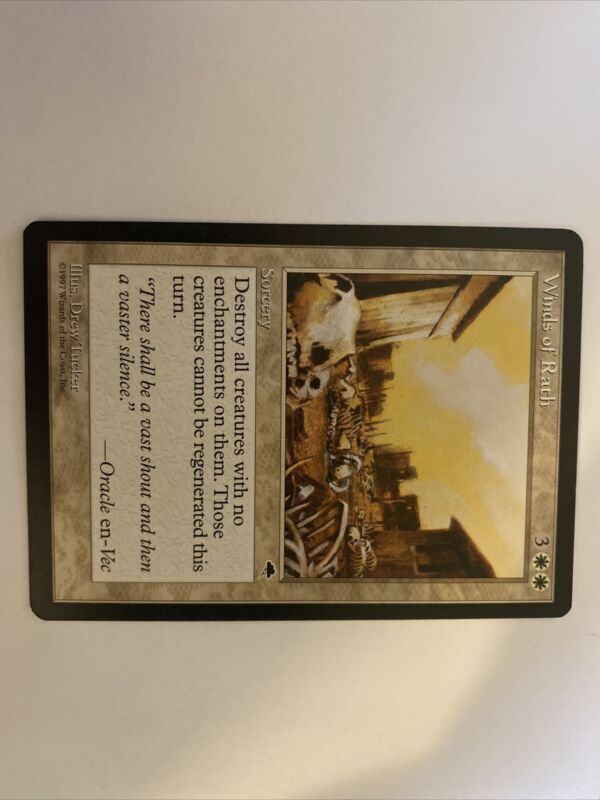 Winds of Rath 3
Sorcery
Destroy all creatures with no
enchantments on them. Those
creatures cannot be regenerated this
turn.
“There shall be a vast shout and then
a vaster silence.”
—Oracle en-Vec
Illus. Drew Tucker
©1997 Wizards of the Coast, Inc.